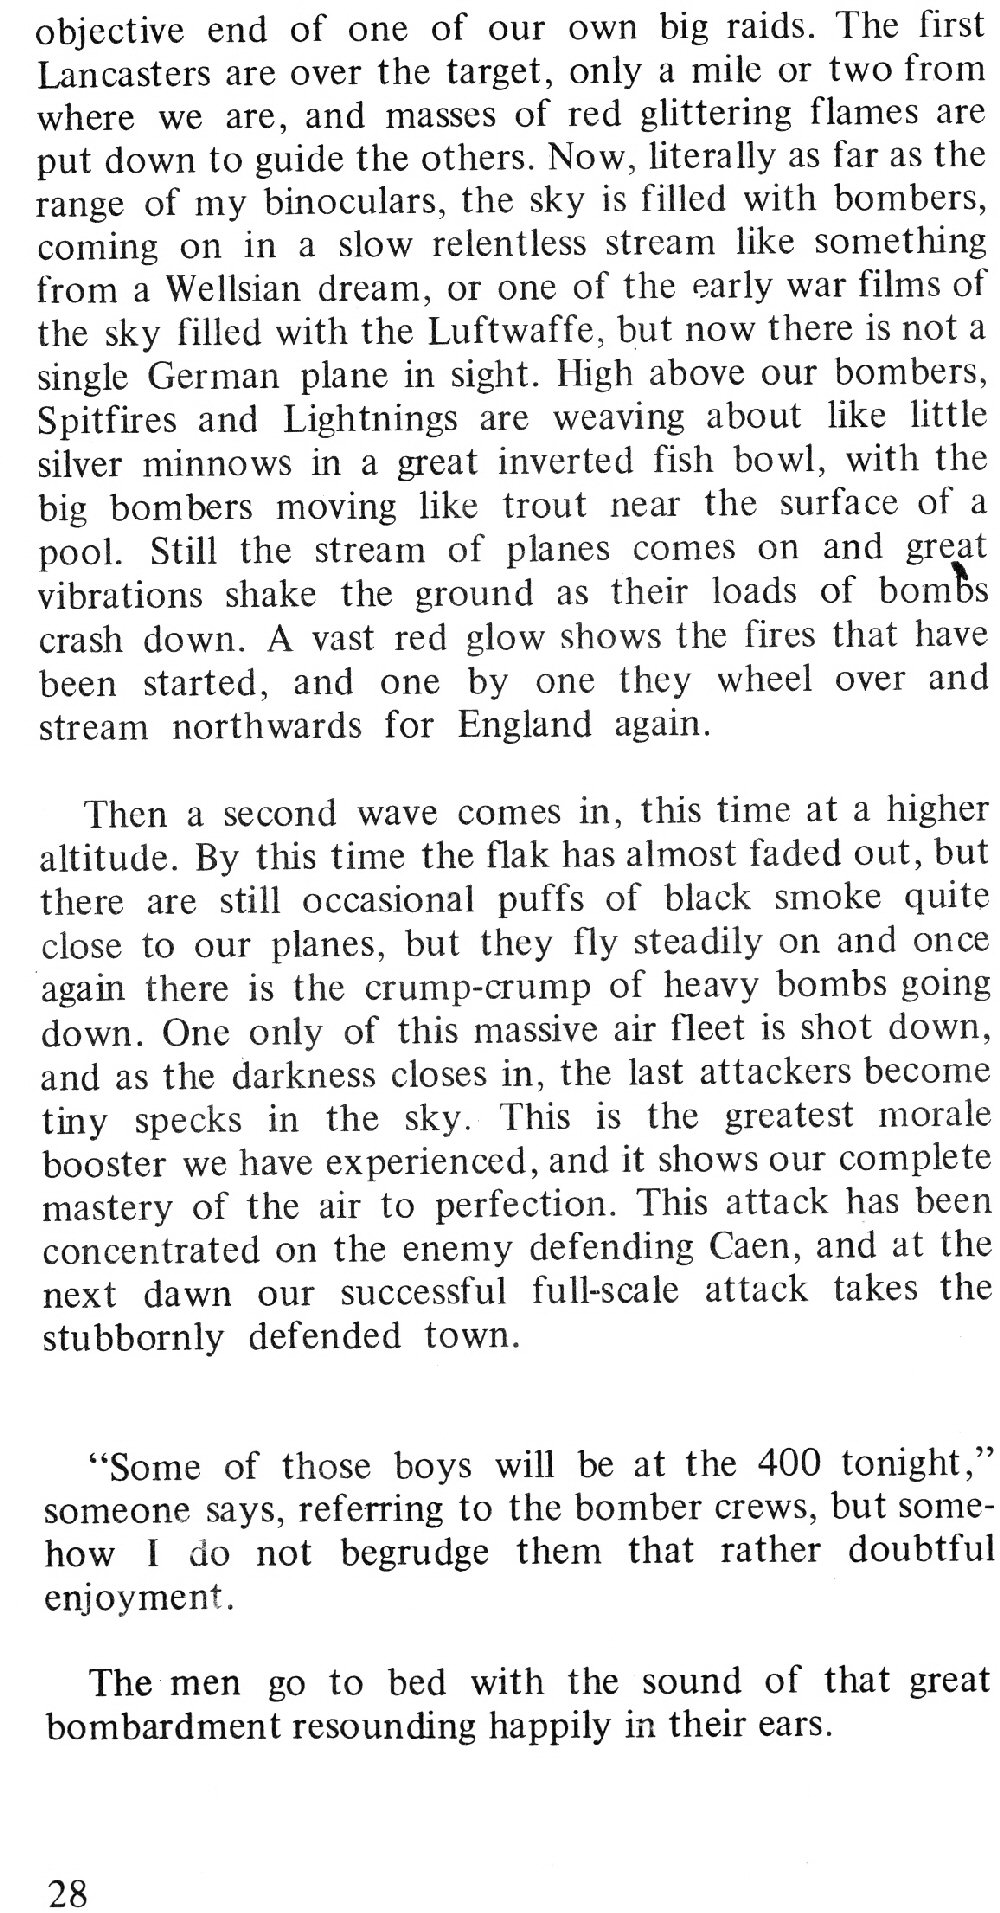 objective end of one of our own big raids. The first
Lancasters are over the target, only a mile or two from
where we are, and masses of red glittering flames are
put down to guide the others. Now, literally as far as the
range of my binoculars, the sky is filled with bombers,
coming on in a slow relentless stream like something
from a Wellsian dream, or one of the early war films of
the sky filled with the Luftwaffe, but now there is not a
single German plane in sight. High above our bombers,
Spitfires and Lightnings are weaving about like little
silver minnows in a great inverted fish bowl, with the
big bombers moving like trout near the surface of a
pool. Still the stream of planes comes on and great
vibrations shake the ground as their loads of bombs
crash down. A vast red glow shows the fires that have
been started, and one by one they wheel over and
stream northwards for England again.
Then a second wave comes in, this time at a higher
altitude. By this time the flak has almost faded out, but
there are still occasional puffs of black smoke quite
close to our planes, but they fly steadily on and once
again there is the crump-crump of heavy bombs going
down. One only of this massive air fleet is shot down,
and as the darkness closes in, the last attackers become
tiny specks in the sky. This is the greatest morale
booster we have experienced, and it shows our complete
mastery of the air to perfection. This attack has been
concentrated on the enemy defending Caen, and at the
next dawn our successful full-scale attack takes the
stubbornly defended town.
“Some of those boys will be at the 400 tonight,”
someone says, referring to the bomber crews, but some-
how I do not begrudge them that rather doubtful
enjoyment.
The men go to bed with the sound of that great
bombardment resounding happily in their ears.
28